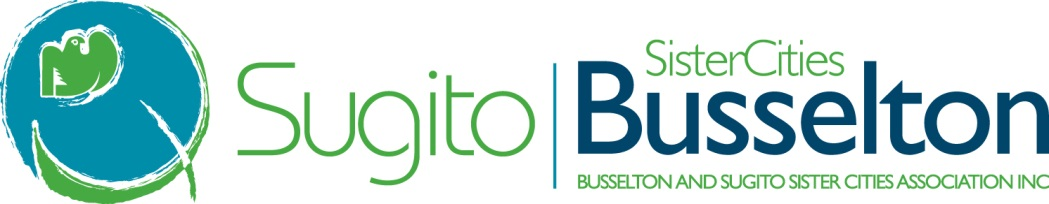 Sugito
SisterCities
Busselton
BUSSELTON AND SUGITO SISTER CITIES ASSOCIATION INC